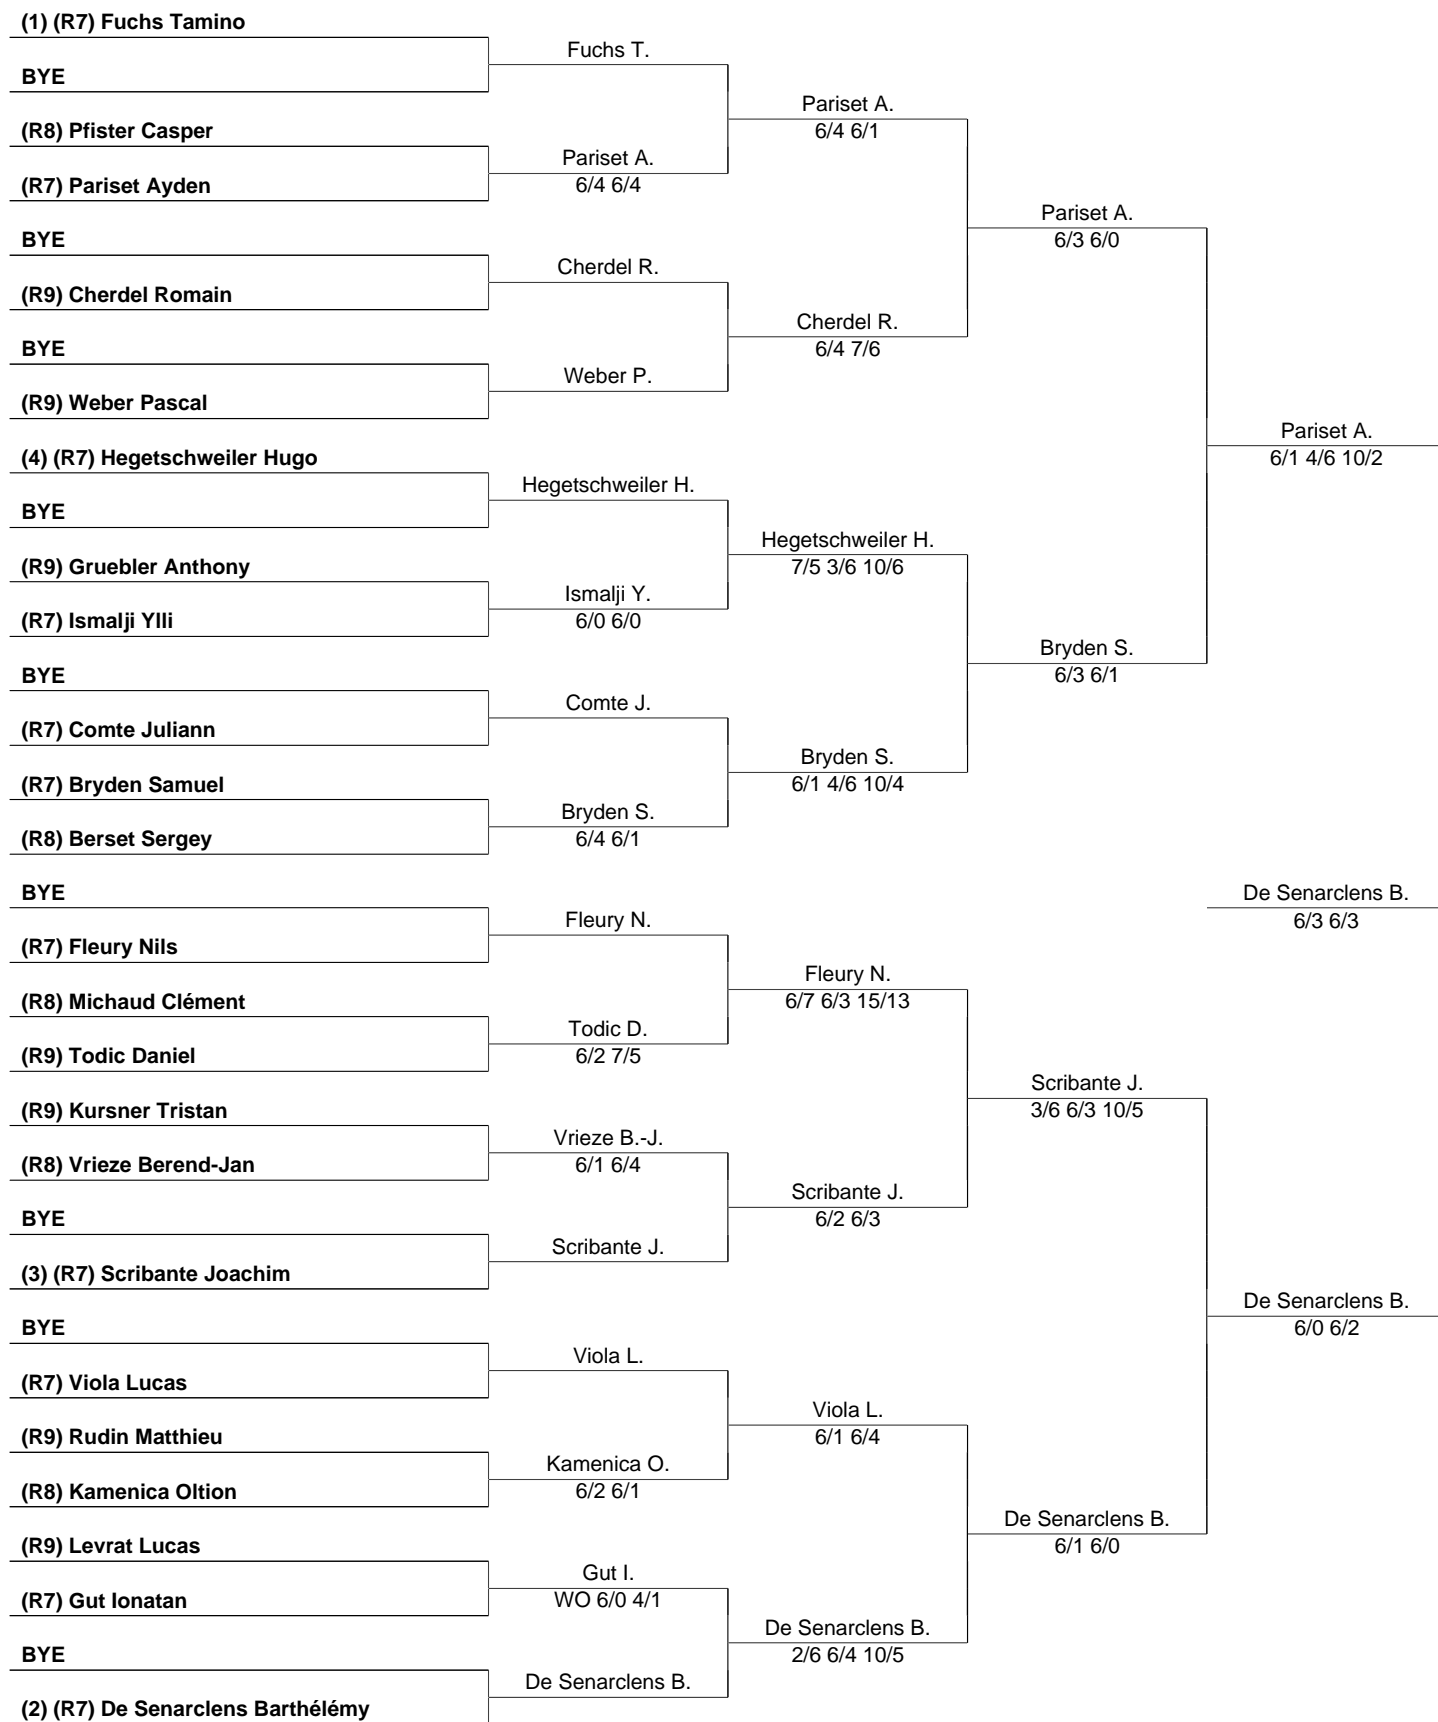 (1) (R7) Fuchs Tamino
BYE
(R8) Pfister Casper
(R7) Pariset Ayden
BYE
(R9) Cherdel Romain
BYE
(R9) Weber Pascal
(4) (R7) Hegetschweiler Hugo
BYE
(R9) Gruebler Anthony
(R7) Ismalji Ylli
BYE
(R7) Comte Juliann
(R7) Bryden Samuel
(R8) Berset Sergey
BYE
(R7) Fleury Nils
(R8) Michaud Clément
(R9) Todic Daniel
(R9) Kursner Tristan
(R8) Vrieze Berend-Jan
BYE
(3) (R7) Scribante Joachim
BYE
(R7) Viola Lucas
(R9) Rudin Matthieu
(R8) Kamenica Oltion
(R9) Levrat Lucas
(R7) Gut Ionatan
BYE
(2) (R7) De Senarclens Barthélémy
Fuchs T.
Pariset A.
6/4 6/4
Cherdel R.
Weber P.
Hegetschweiler H.
Ismalji Y.
6/0 6/0
Comte J.
Bryden S.
6/4 6/1
Fleury N.
Todic D.
6/2 7/5
Vrieze B.-J.
6/1 6/4
Scribante J.
Viola L.
Kamenica O.
6/2 6/1
Gut I.
WO 6/0 4/1
De Senarclens B.
Pariset A.
6/4 6/1
Cherdel R.
6/4 7/6
Hegetschweiler H.
7/5 3/6 10/6
Bryden S.
6/1 4/6 10/4
Fleury N.
6/7 6/3 15/13
Scribante J.
6/2 6/3
Viola L.
6/1 6/4
De Senarclens B.
2/6 6/4 10/5
Pariset A.
6/3 6/0
Bryden S.
6/3 6/1
Scribante J.
3/6 6/3 10/5
De Senarclens B.
6/1 6/0
Pariset A.
6/1 4/6 10/2
De Senarclens B.
6/3 6/3
De Senarclens B.
6/0 6/2